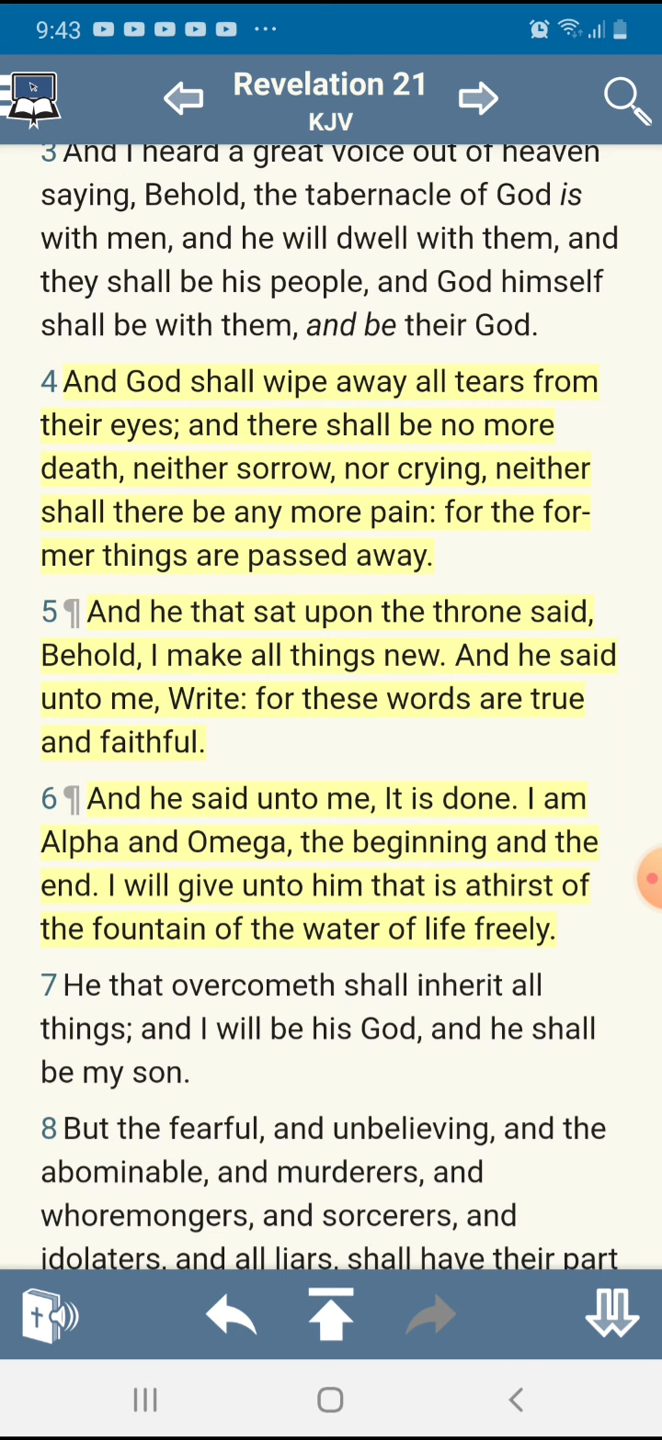 9:43
Revelation 21
KJV
3 And I heard a great voice out of heaven
saying, Behold, the tabernacle of God is
with men, and he will dwell with them, and
they shall be his people, and God himself
shall be with them, and be their God.
4 And God shall wipe away all tears from
their eyes; and there shall be no more
death, neither sorrow, nor crying, neither
shall there be any more pain: for the for-
mer things are passed away.
5 ¶ And he that sat upon the throne said,
Behold, I make all things new. And he said
unto me, Write: for these words are true
and faithful.
6 ¶ And he said unto me, It is done. I am
Alpha and Omega, the beginning and the
end. I will give unto him that is athirst of
the fountain of the water of life freely.
7 He that overcometh shall inherit all
things; and I will be his God, and he shall
be my son.
8 But the fearful, and unbelieving, and the
abominable, and murderers, and
whoremongers, and sorcerers, and
idolaters, and all liars, shall have their part